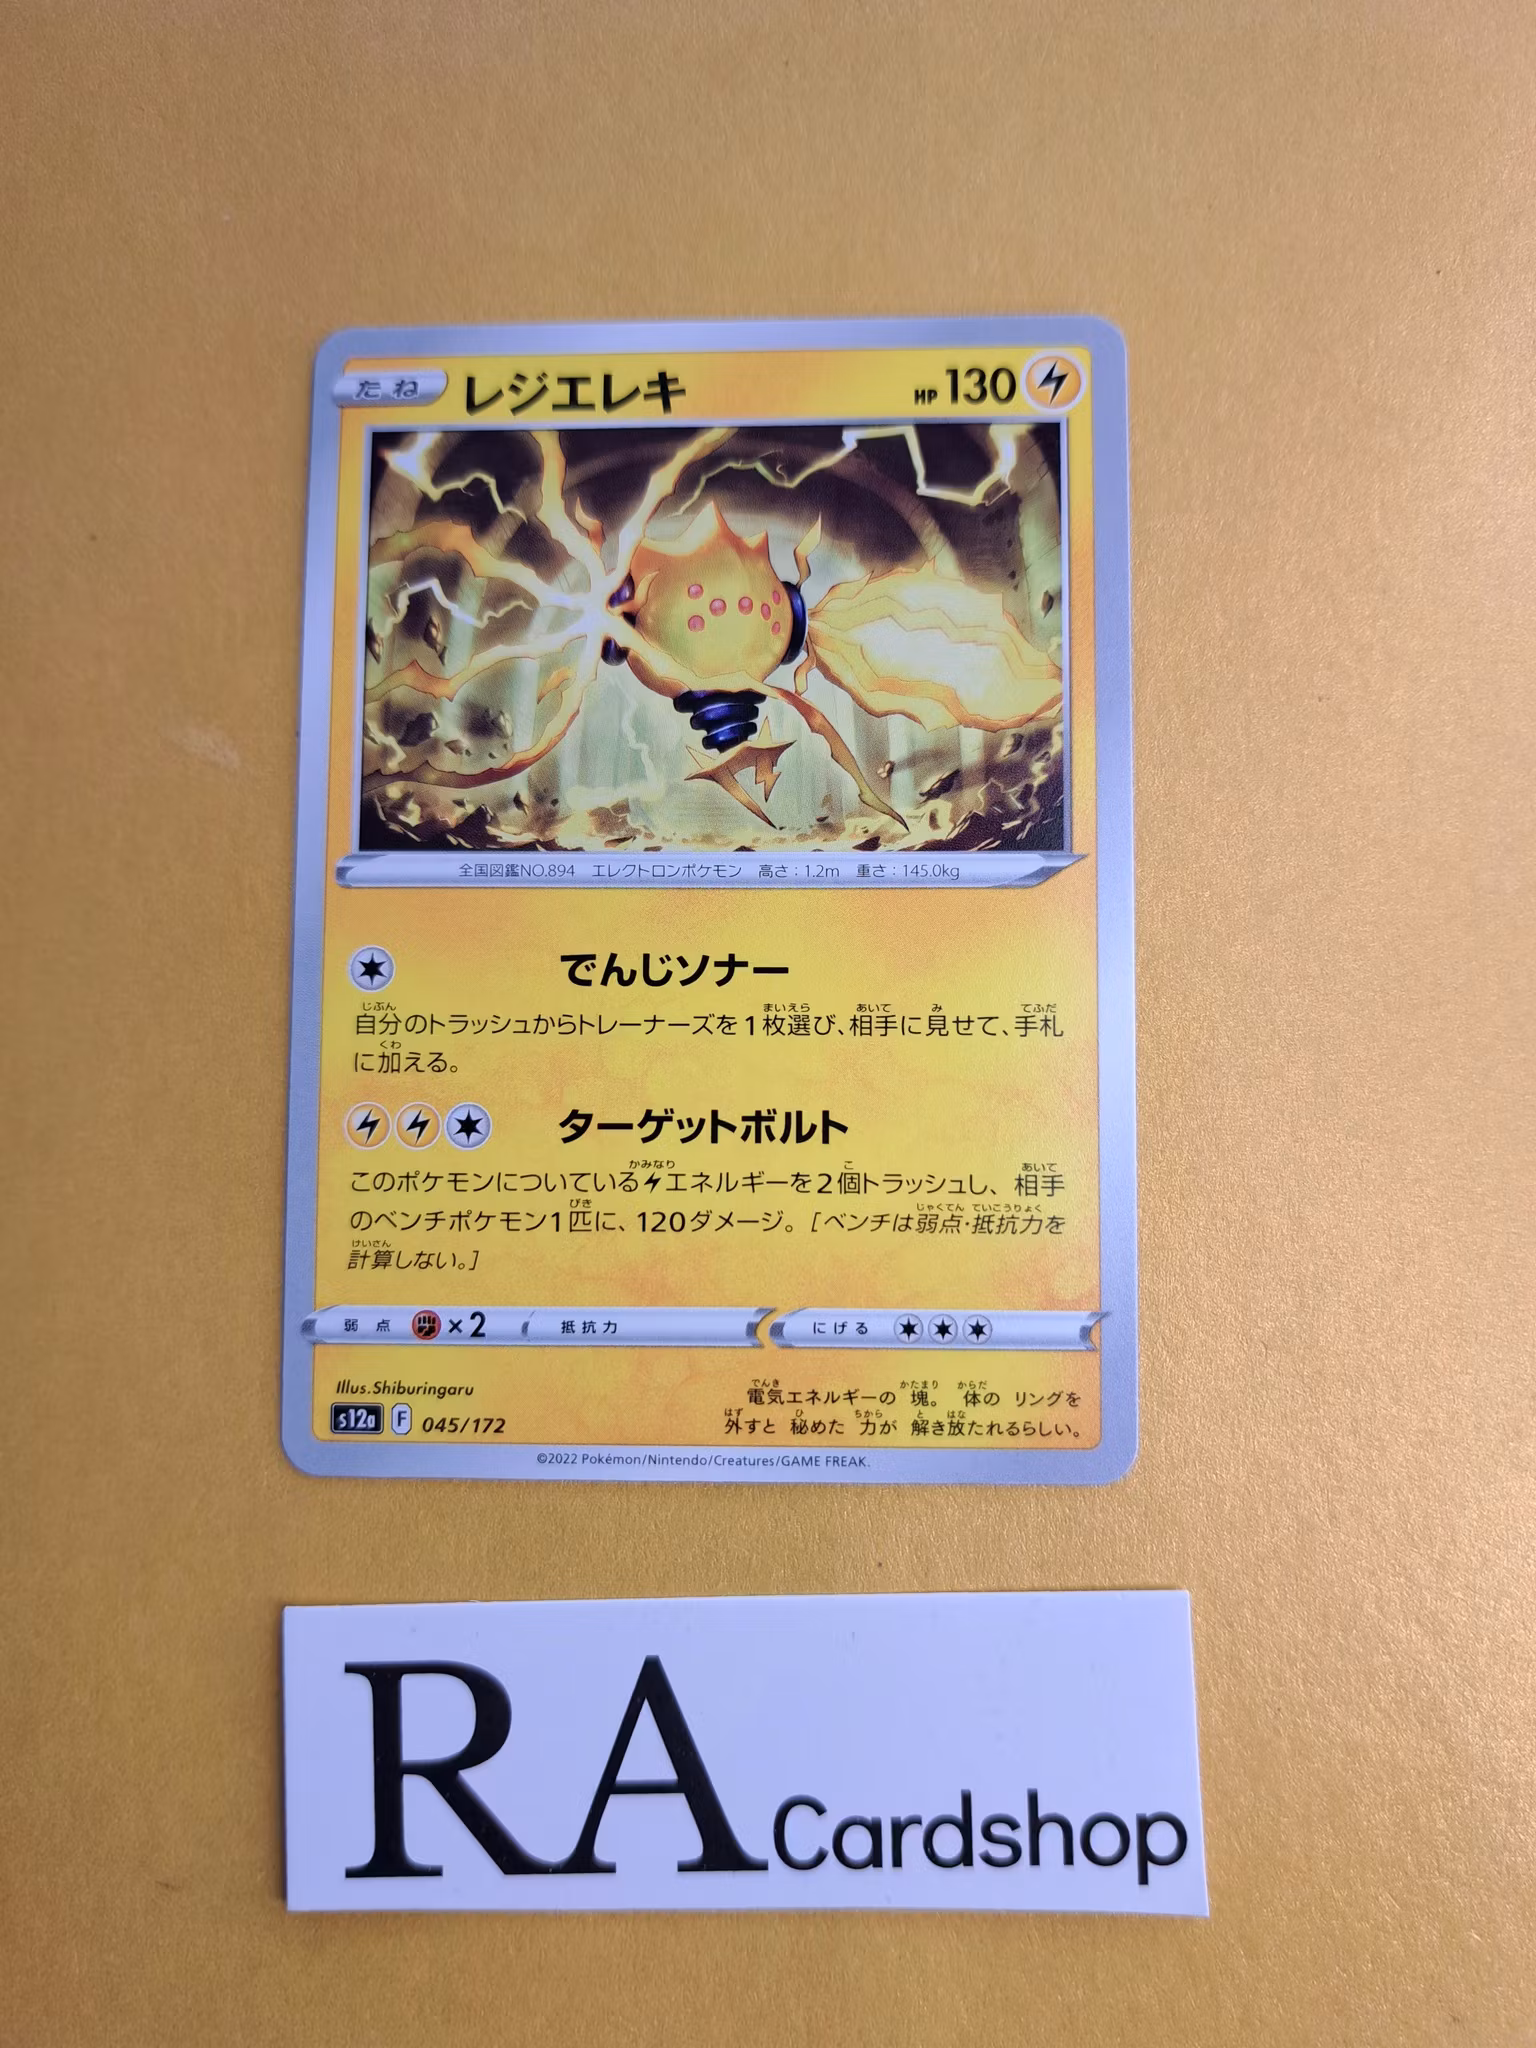 たね レジエレキ HP 130
全国図鑑NO.894 エレクトロンポケモン 高さ：1.2m 重さ：145.0kg
でんじソナー
自分のトラッシュからトレーナーズを1枚選び、相手に見せて、手札
に加える。
ターゲットボルト
このポケモンについているエネルギーを2個トラッシュし、相手
のベンチポケモン1匹に、120ダメージ。[ベンチは弱点・抵抗力を
計算しない。]
弱点 ×2 抵抗力 にげる
Illus.Shiburingaru
s12a F 045/172
電気エネルギーの 塊。 体の リングを
外すと 秘めた 力が 解き放たれるらしい。
©2022 Pokémon/Nintendo/Creatures/GAME FREAK.
RA Cardshop